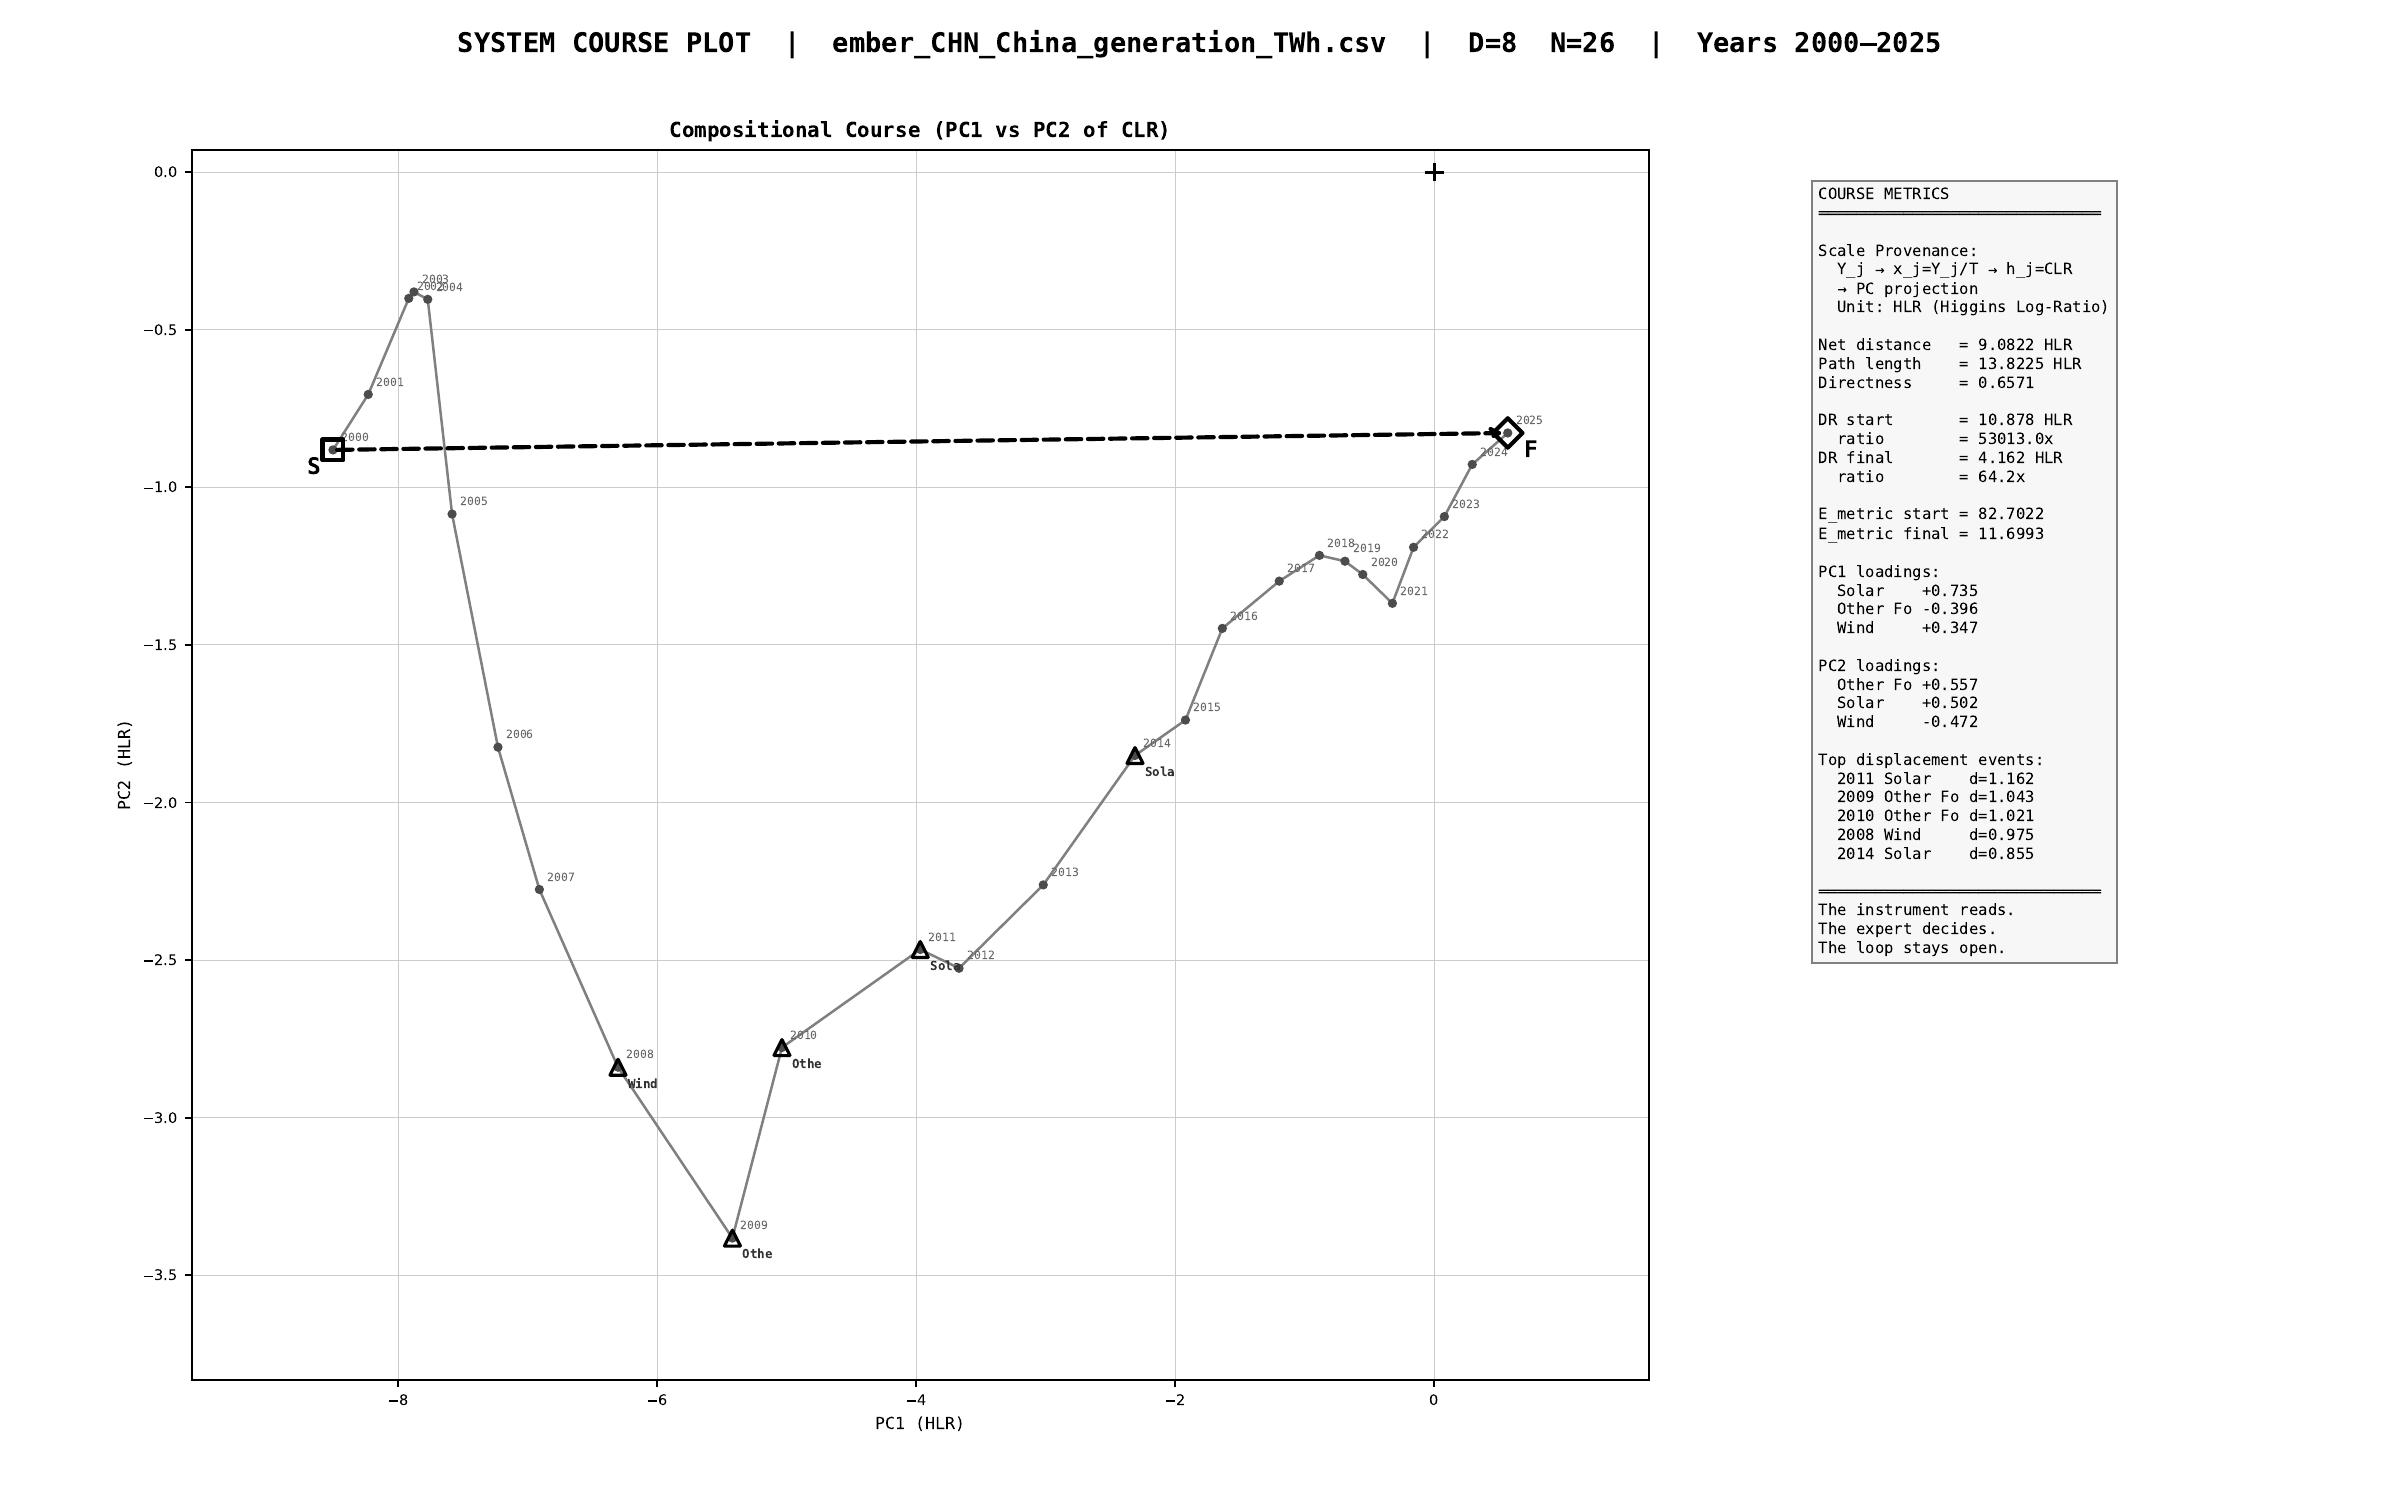 SYSTEM COURSE PLOT | ember_CHN_China_generation_TWh.csv | D=8 N=26 | Years 2000–2025
Compositional Course (PC1 vs PC2 of CLR)
0.0
−0.5
−1.0
−1.5
−2.0
−2.5
−3.0
−3.5
PC2 (HLR)
−8
−6
−4
−2
0
PC1 (HLR)
S
2000
2001
2002
2003
2004
2005
2006
2007
2008
Wind
2009
Othe
2010
Othe
2011
Sola
2012
2013
2014
Sola
2015
2016
2017
2018
2019
2020
2021
2022
2023
2024
2025
F
COURSE METRICS
Scale Provenance:
Y_j → x_j=Y_j/T → h_j=CLR
→ PC projection
Unit: HLR (Higgins Log-Ratio)
Net distance = 9.0822 HLR
Path length = 13.8225 HLR
Directness = 0.6571
DR start = 10.878 HLR
ratio = 53013.0x
DR final = 4.162 HLR
ratio = 64.2x
E_metric start = 82.7022
E_metric final = 11.6993
PC1 loadings:
Solar +0.735
Other Fo -0.396
Wind +0.347
PC2 loadings:
Other Fo +0.557
Solar +0.502
Wind -0.472
Top displacement events:
2011 Solar d=1.162
2009 Other Fo d=1.043
2010 Other Fo d=1.021
2008 Wind d=0.975
2014 Solar d=0.855
The instrument reads.
The expert decides.
The loop stays open.